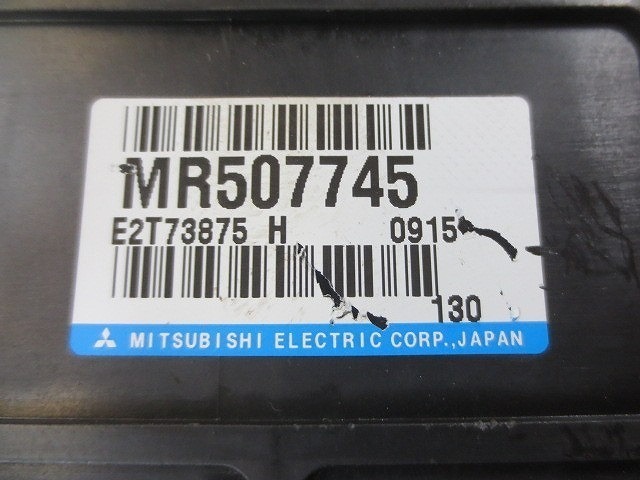 MR507745
E2T73875 H 0915
130
MITSUBISHI ELECTRIC CORP.,JAPAN